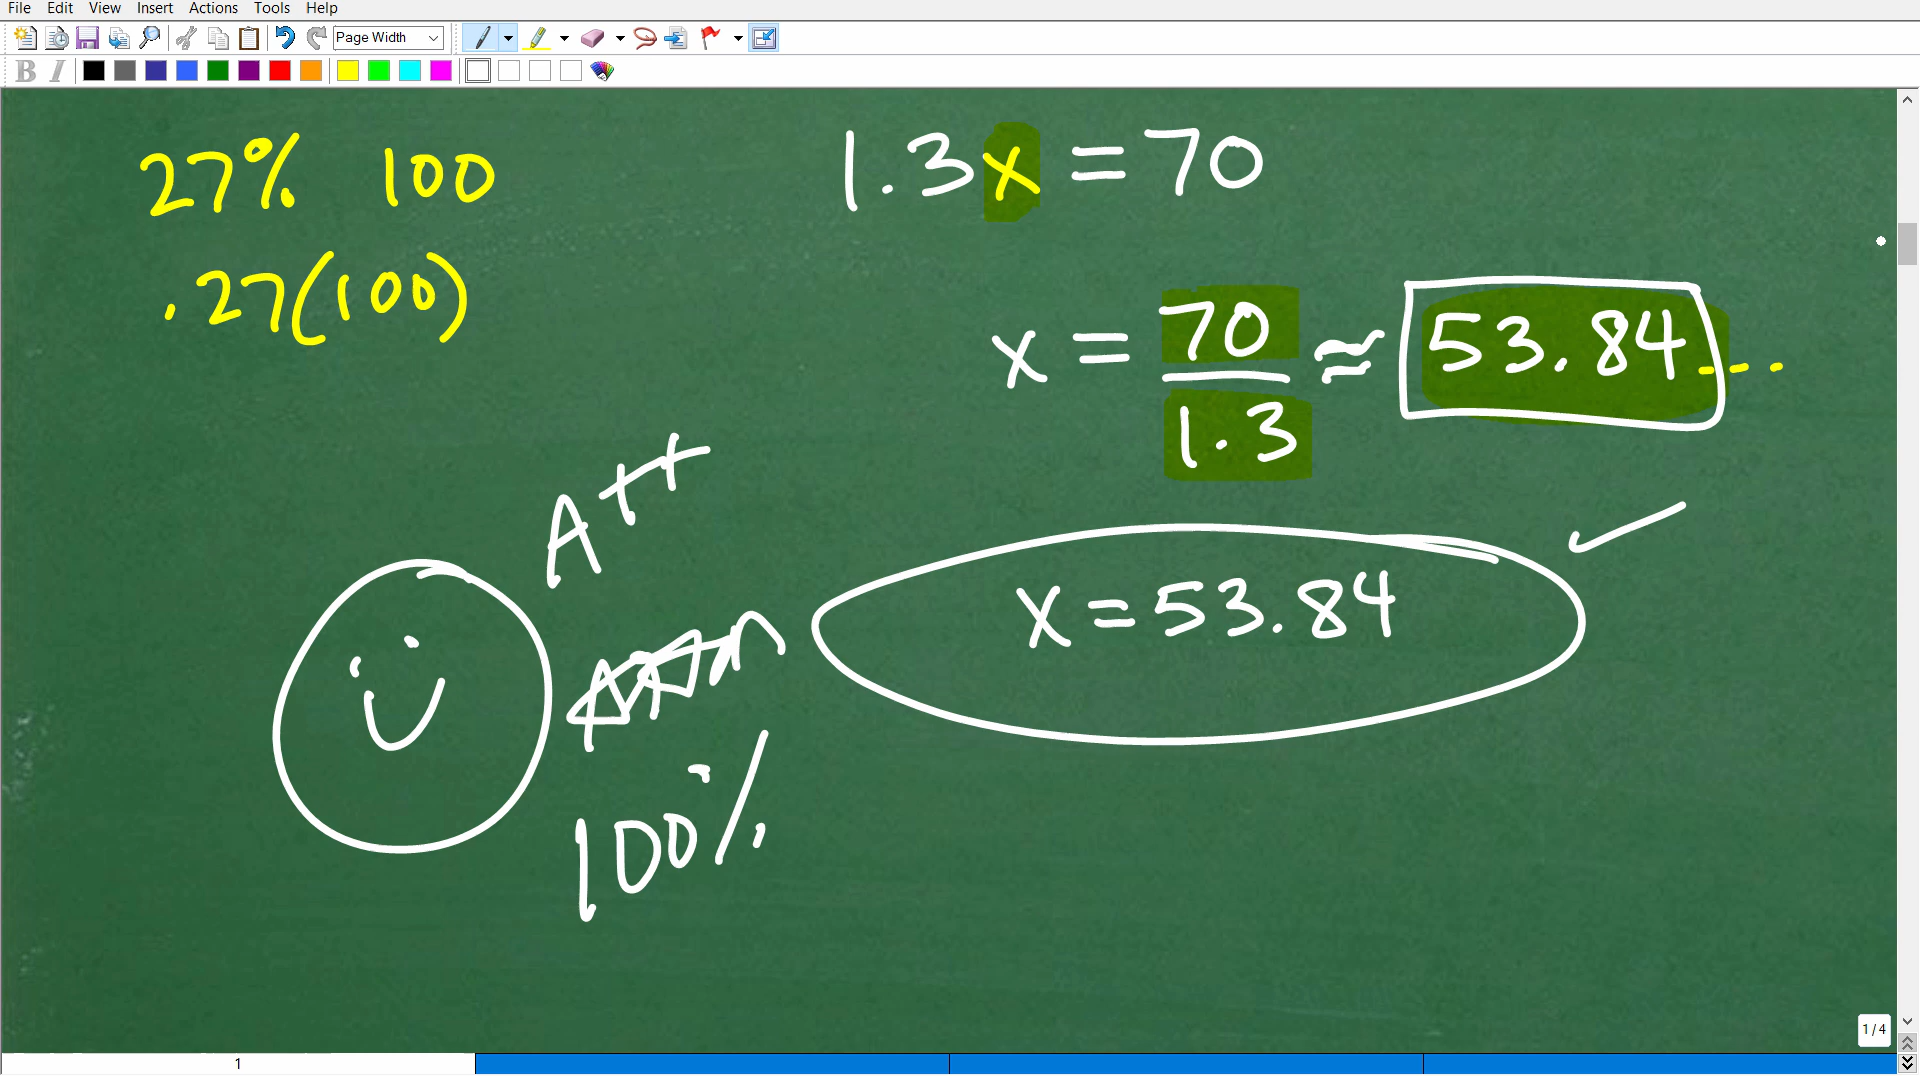 File Edit View Insert Actions Tools Help
Page Width
B I
27% 100
.27(100)
1.3x = 70
x = 70/1.3 ≈ 53.84...
A++
x = 53.84
100%
1/4
1